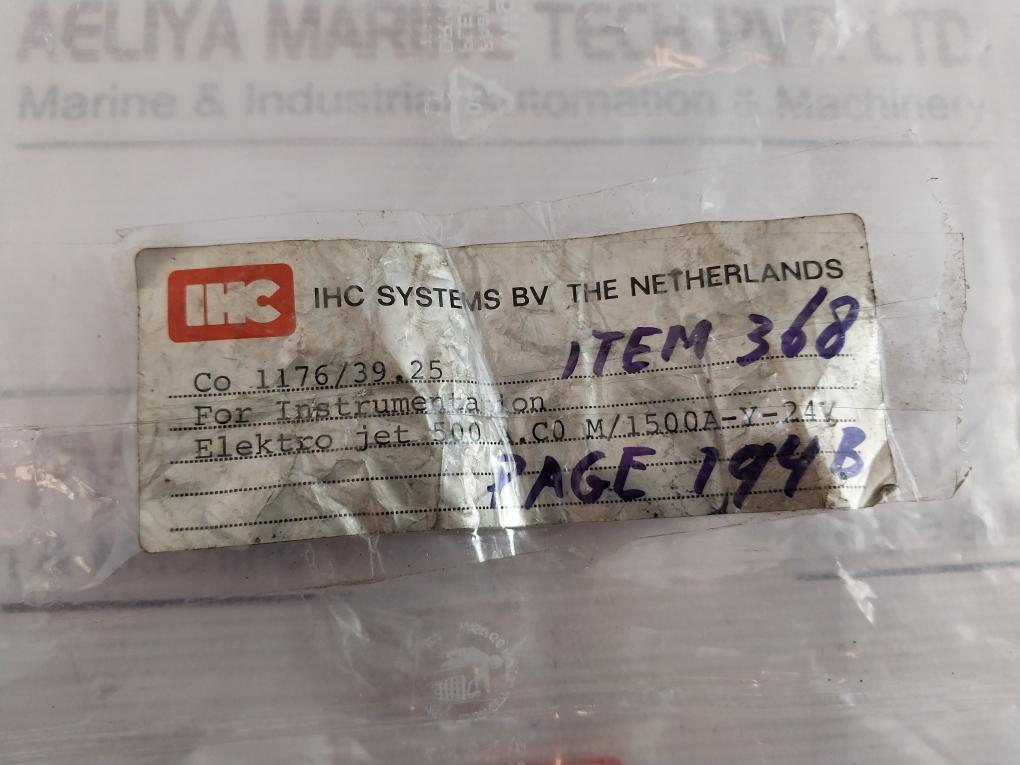 AELIYA MARINE TECH PVT. LTD.
Marine & Industrial Automation & Machinery
IHC IHC SYSTEMS BV THE NETHERLANDS
ITEM 368
Co 1176/39.25
For Instrumentation
Elektro jet 500 .C0 M/1500A-Y-24V
PAGE 194B